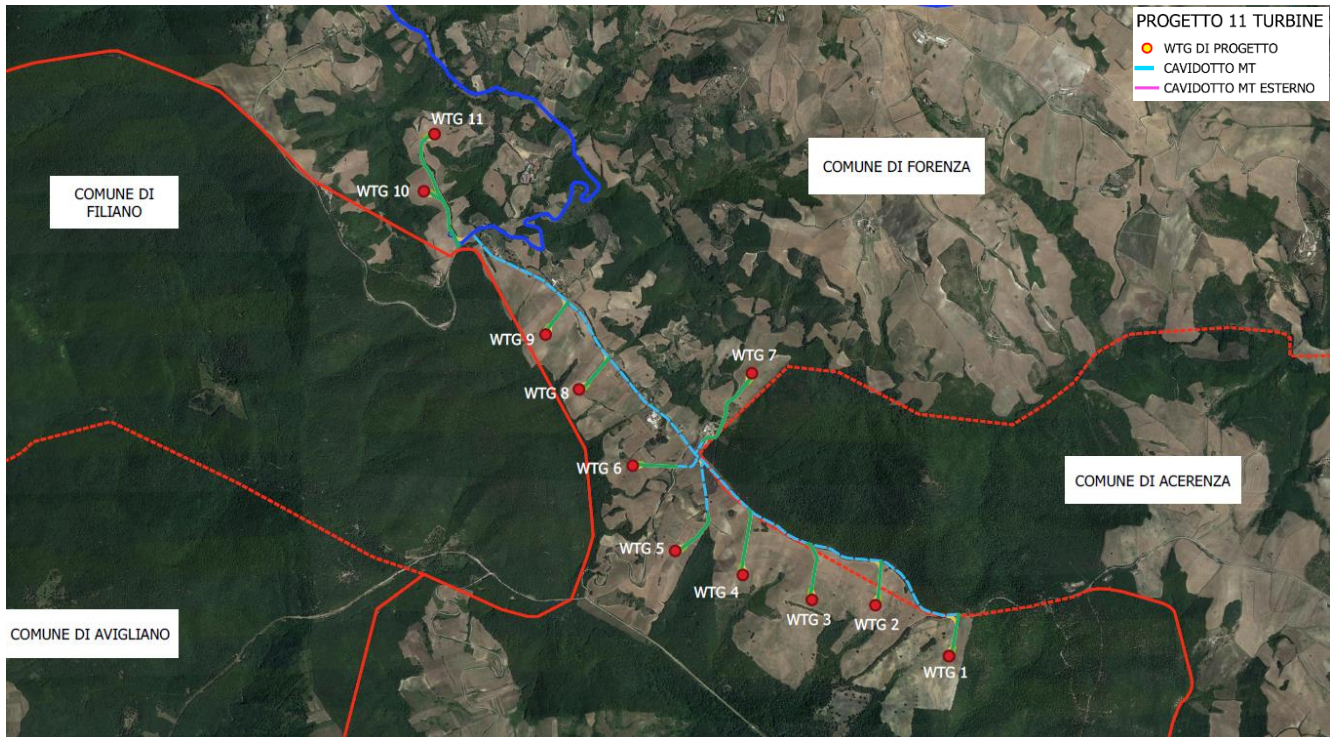 PROGETTO 11 TURBINE
WTG DI PROGETTO
CAVIDOTTO MT
CAVIDOTTO MT ESTERNO
WTG 11
COMUNE DI FORENZA
WTG 10
COMUNE DI
FILIANO
WTG 9
WTG 7
WTG 8
WTG 6
COMUNE DI ACERENZA
WTG 5
WTG 4
WTG 3
WTG 2
COMUNE DI AVIGLIANO
WTG 1